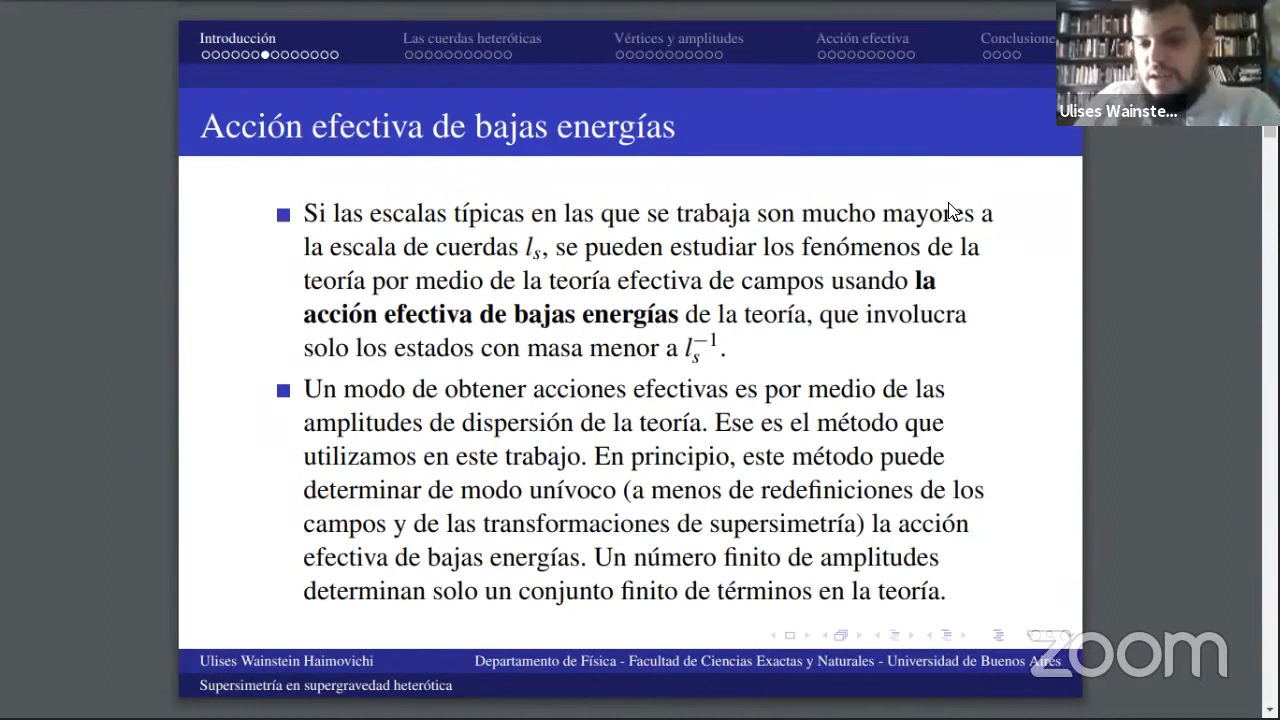 Introducción
Las cuerdas heteróticas
Vértices y amplitudes
Acción efectiva
Conclusione
Ulises Wainste...
Acción efectiva de bajas energías
Si las escalas típicas en las que se trabaja son mucho mayores a
la escala de cuerdas lₛ, se pueden estudiar los fenómenos de la
teoría por medio de la teoría efectiva de campos usando la
acción efectiva de bajas energías de la teoría, que involucra
solo los estados con masa menor a lₛ⁻¹.
Un modo de obtener acciones efectivas es por medio de las
amplitudes de dispersión de la teoría. Ese es el método que
utilizamos en este trabajo. En principio, este método puede
determinar de modo unívoco (a menos de redefiniciones de los
campos y de las transformaciones de supersimetría) la acción
efectiva de bajas energías. Un número finito de amplitudes
determinan solo un conjunto finito de términos en la teoría.
zoom
Ulises Wainstein Haimovichi
Departamento de Física - Facultad de Ciencias Exactas y Naturales - Universidad de Buenos Aires
Supersimetría en supergravedad heterótica